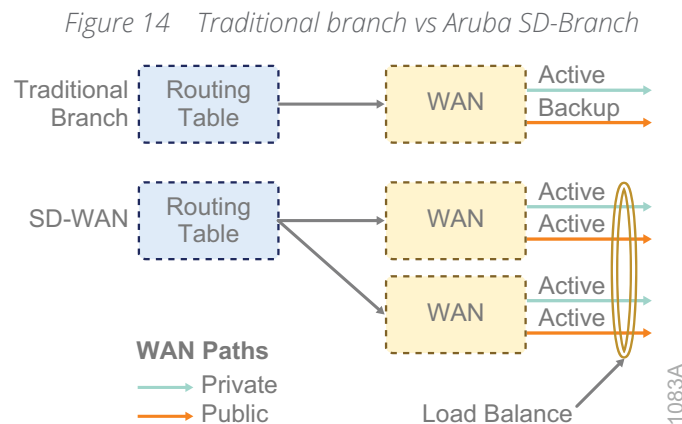 Figure 14 Traditional branch vs Aruba SD-Branch
Traditional
Branch
Routing
Table
WAN
Active
Backup
SD-WAN
Routing
Table
WAN
Active
Active
WAN
Active
Active
WAN Paths
Private
Public
Load Balance
1083A